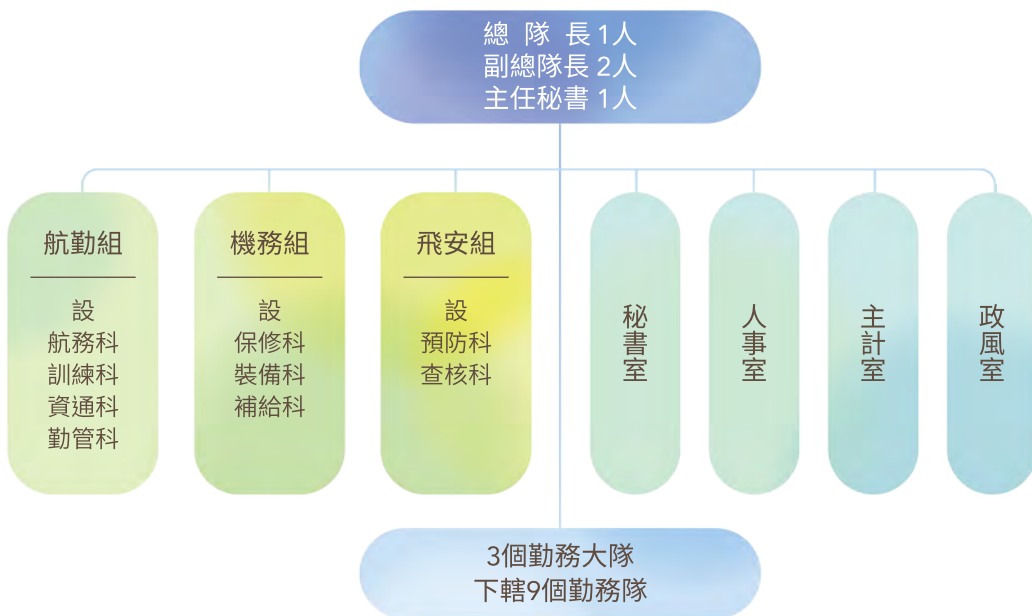 總隊長1人
副總隊長2人
主任秘書1人
航勤組
設
航務科
訓練科
資通科
勤管科
機務組
設
保修科
裝備科
補給科
飛安組
設
預防科
查核科
秘書室
人事室
主計室
政風室
3個勤務大隊
下轄9個勤務隊